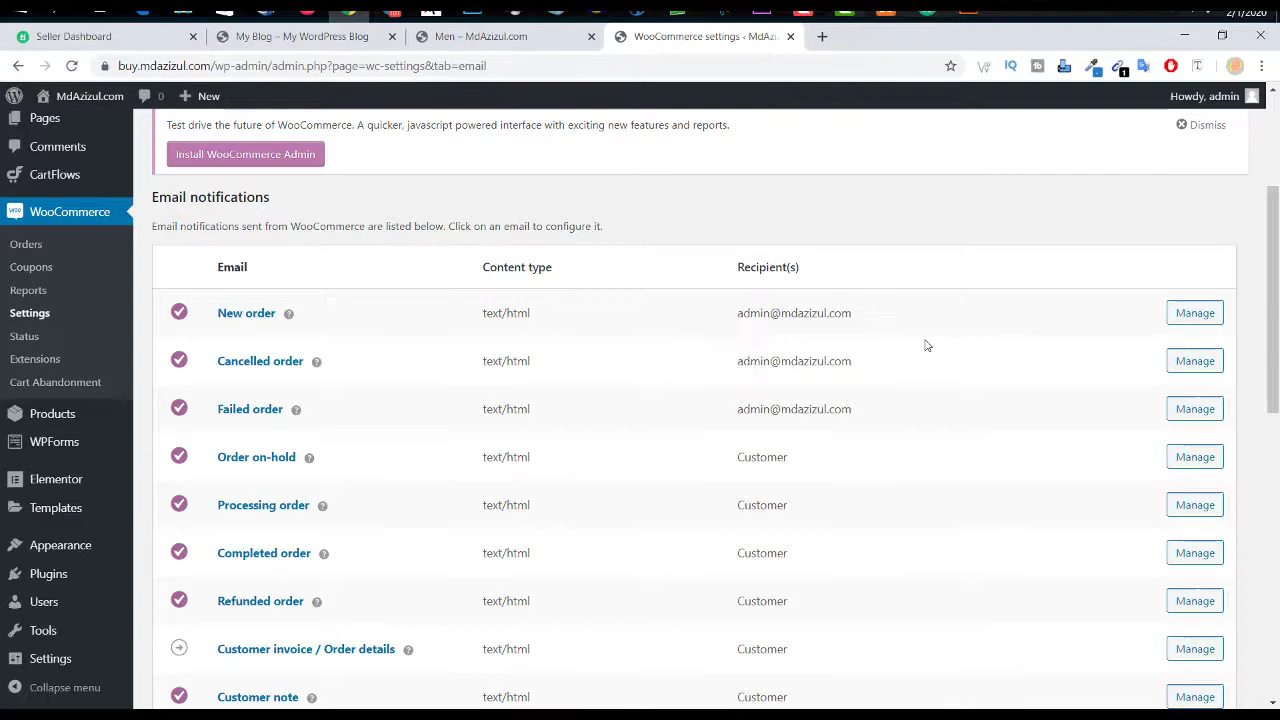 2/1/2020
Seller Dashboard
My Blog – My WordPress Blog
Men – MdAzizul.com
WooCommerce settings ‹ MdAzi
buy.mdazizul.com/wp-admin/admin.php?page=wc-settings&tab=email
MdAzizul.com 0 New
Howdy, admin
Pages
Comments
CartFlows
WooCommerce
Orders
Coupons
Reports
Settings
Status
Extensions
Cart Abandonment
Products
WPForms
Elementor
Templates
Appearance
Plugins
Users
Tools
Settings
Collapse menu
Test drive the future of WooCommerce. A quicker, javascript powered interface with exciting new features and reports.
Dismiss
Install WooCommerce Admin
Email notifications
Email notifications sent from WooCommerce are listed below. Click on an email to configure it.
Email Content type Recipient(s)
New order text/html admin@mdazizul.com Manage
Cancelled order text/html admin@mdazizul.com Manage
Failed order text/html admin@mdazizul.com Manage
Order on-hold text/html Customer Manage
Processing order text/html Customer Manage
Completed order text/html Customer Manage
Refunded order text/html Customer Manage
Customer invoice / Order details text/html Customer Manage
Customer note text/html Customer Manage